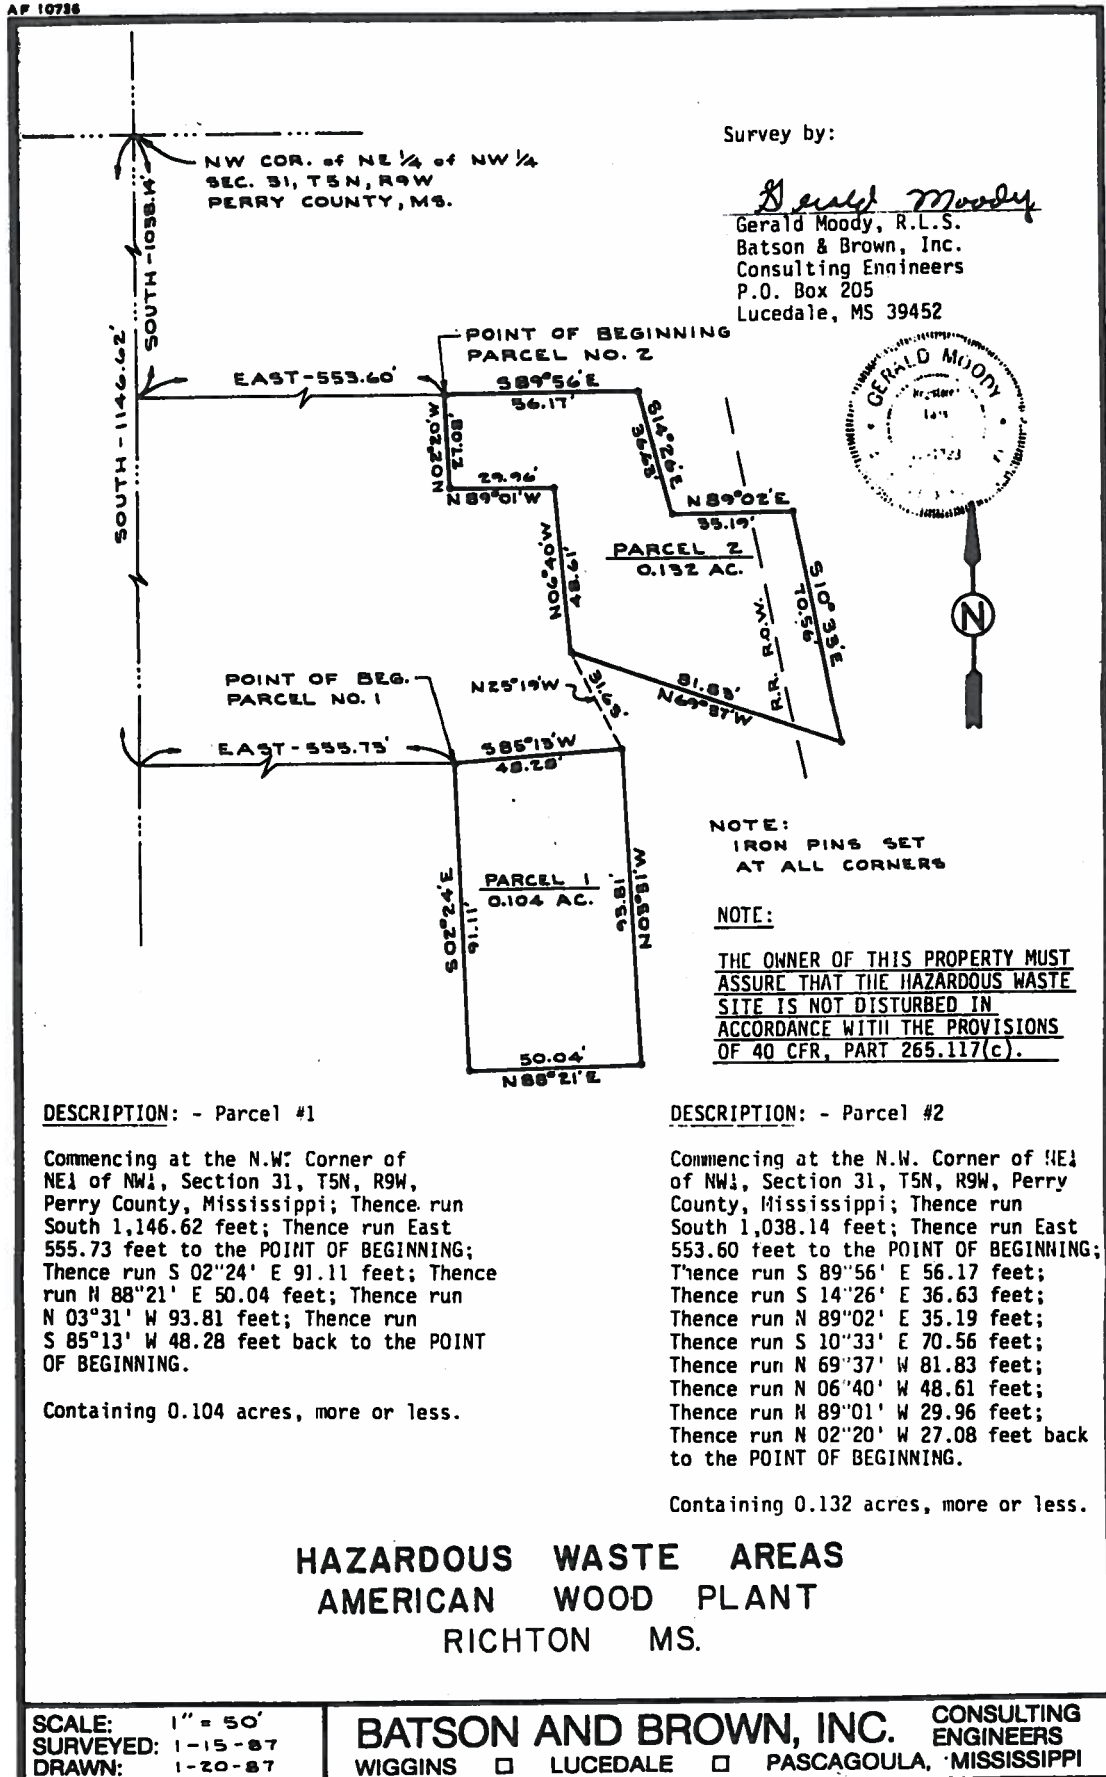 AF 10736
NW COR. of NE 1/4 of NW 1/4
SEC. 31, T5N, R9W
PERRY COUNTY, MS.
SOUTH-1038.14'
SOUTH-1146.62'
Survey by:
Gerald Moody
Gerald Moody, R.L.S.
Batson & Brown, Inc.
Consulting Engineers
P.O. Box 205
Lucedale, MS 39452
GERALD MOODY
POINT OF BEGINNING
PARCEL NO. 2
EAST-553.60'
S89°56'E
56.17'
N02°20'W
27.08'
S14°26'E
36.63'
29.96'
N89°01'W
N89°02'E
35.19'
PARCEL 2
0.132 AC.
N06°40'W
48.61'
S10°33'E
70.56'
R.R. R.O.W.
N
81.83'
N69°37'W
POINT OF BEG.
PARCEL NO. 1
N25°19'W
31.63'
EAST-555.73'
S85°13'W
48.28'
PARCEL 1
0.104 AC.
S02°24'E
91.11'
93.81'
N03°31'W
50.04'
N88°21'E
NOTE:
IRON PINS SET
AT ALL CORNERS
NOTE:
THE OWNER OF THIS PROPERTY MUST
ASSURE THAT THE HAZARDOUS WASTE
SITE IS NOT DISTURBED IN
ACCORDANCE WITH THE PROVISIONS
OF 40 CFR, PART 265.117(c).
DESCRIPTION: - Parcel #1
Commencing at the N.W. Corner of
NE¼ of NW¼, Section 31, T5N, R9W,
Perry County, Mississippi; Thence run
South 1,146.62 feet; Thence run East
555.73 feet to the POINT OF BEGINNING;
Thence run S 02°24' E 91.11 feet; Thence
run N 88°21' E 50.04 feet; Thence run
N 03°31' W 93.81 feet; Thence run
S 85°13' W 48.28 feet back to the POINT
OF BEGINNING.
Containing 0.104 acres, more or less.
DESCRIPTION: - Parcel #2
Commencing at the N.W. Corner of NE¼
of NW¼, Section 31, T5N, R9W, Perry
County, Mississippi; Thence run
South 1,038.14 feet; Thence run East
553.60 feet to the POINT OF BEGINNING;
Thence run S 89°56' E 56.17 feet;
Thence run S 14°26' E 36.63 feet;
Thence run N 89°02' E 35.19 feet;
Thence run S 10°33' E 70.56 feet;
Thence run N 69°37' W 81.83 feet;
Thence run N 06°40' W 48.61 feet;
Thence run N 89°01' W 29.96 feet;
Thence run N 02°20' W 27.08 feet back
to the POINT OF BEGINNING.
Containing 0.132 acres, more or less.
HAZARDOUS WASTE AREAS
AMERICAN WOOD PLANT
RICHTON MS.
SCALE: 1" = 50'
SURVEYED: 1-15-87
DRAWN: 1-20-87
BATSON AND BROWN, INC.
CONSULTING
ENGINEERS
WIGGINS □ LUCEDALE □ PASCAGOULA, MISSISSIPPI